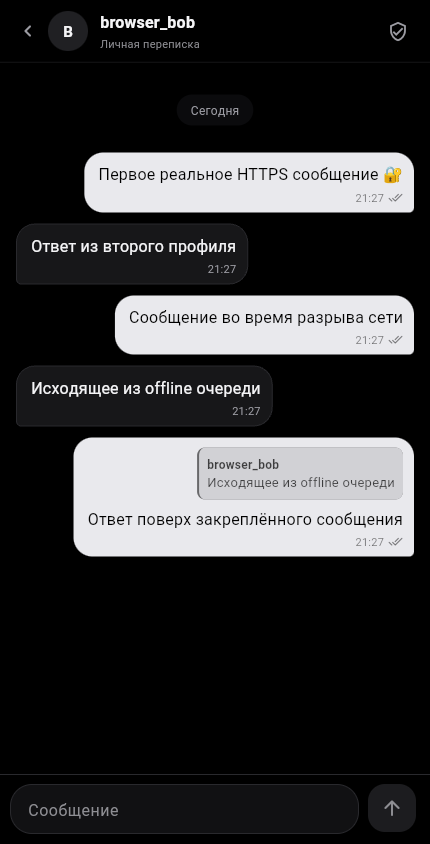 browser_bob
B
Личная переписка
Сегодня
Первое реальное HTTPS сообщение 🔐
21:27
Ответ из второго профиля
21:27
Сообщение во время разрыва сети
21:27
Исходящее из offline очереди
21:27
browser_bob
Исходящее из offline очереди
Ответ поверх закреплённого сообщения
21:27
Сообщение